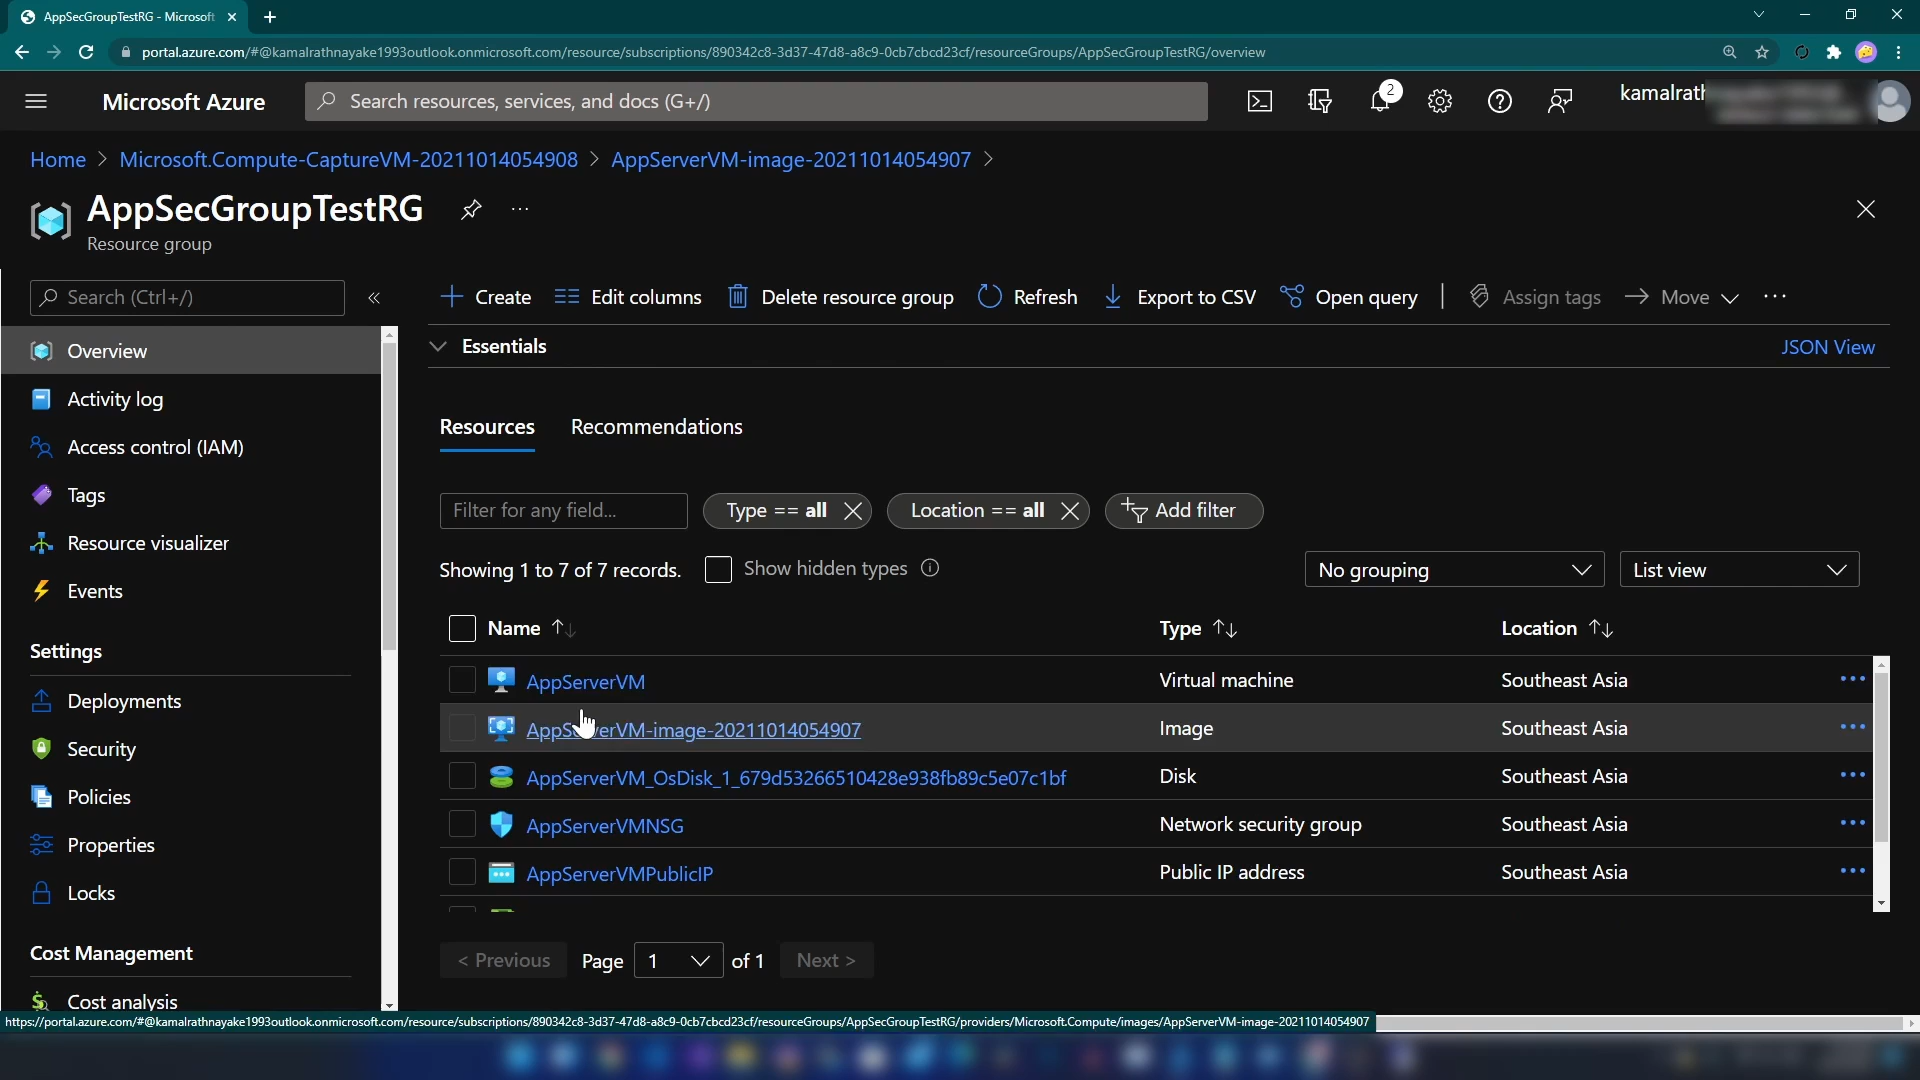 AppSecGroupTestRG - Microsoft
portal.azure.com/#@kamalrathnayake1993outlook.onmicrosoft.com/resource/subscriptions/890342c8-3d37-47d8-a8c9-0cb7cbcd23cf/resourceGroups/AppSecGroupTestRG/overview
Microsoft Azure
Search resources, services, and docs (G+/)
2
kamalrath
Home > Microsoft.Compute-CaptureVM-20211014054908 > AppServerVM-image-20211014054907 >
AppSecGroupTestRG
Resource group
Search (Ctrl+/)
Create
Edit columns
Delete resource group
Refresh
Export to CSV
Open query
Assign tags
Move
Overview
Activity log
Access control (IAM)
Tags
Resource visualizer
Events
Settings
Deployments
Security
Policies
Properties
Locks
Cost Management
Cost analysis
Essentials
JSON View
Resources
Recommendations
Filter for any field...
Type == all
Location == all
Add filter
Showing 1 to 7 of 7 records.
Show hidden types
No grouping
List view
Name Type Location
AppServerVM Virtual machine Southeast Asia
AppServerVM-image-20211014054907 Image Southeast Asia
AppServerVM_OsDisk_1_679d53266510428e938fb89c5e07c1bf Disk Southeast Asia
AppServerVMNSG Network security group Southeast Asia
AppServerVMPublicIP Public IP address Southeast Asia
< Previous Page 1 of 1 Next >
https://portal.azure.com/#@kamalrathnayake1993outlook.onmicrosoft.com/resource/subscriptions/890342c8-3d37-47d8-a8c9-0cb7cbcd23cf/resourceGroups/AppSecGroupTestRG/providers/Microsoft.Compute/images/AppServerVM-image-20211014054907